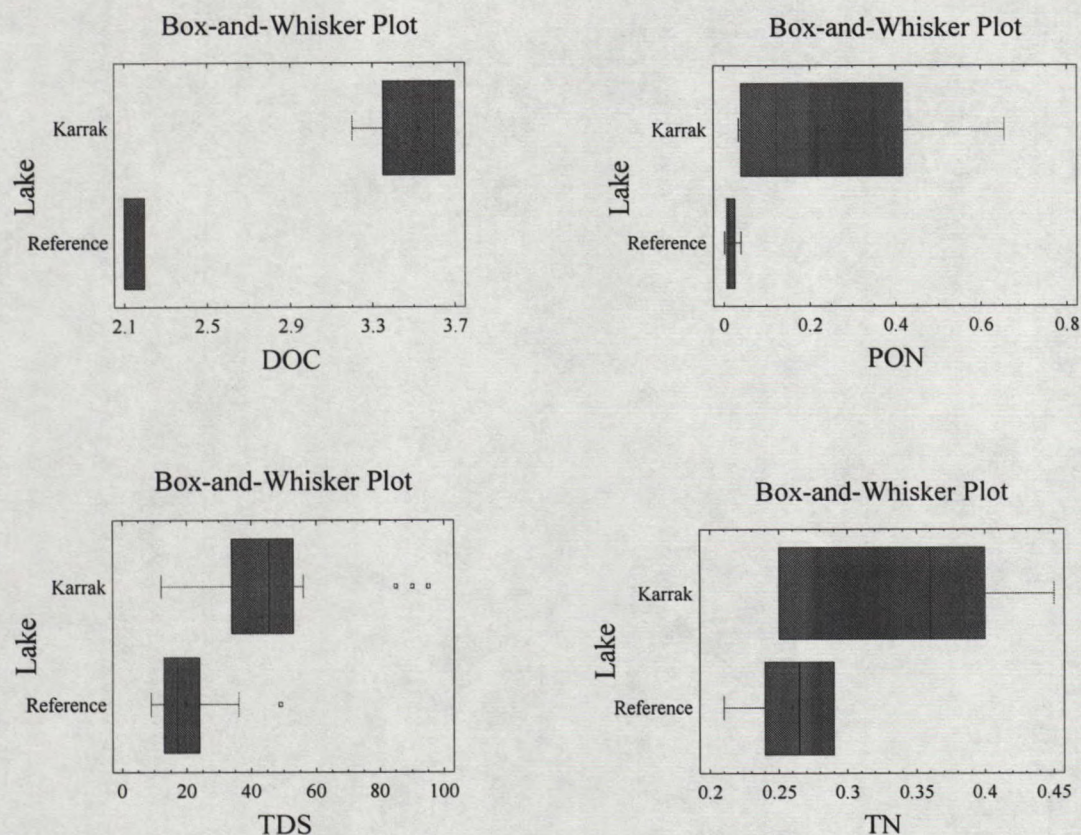 Box-and-Whisker Plot
Karrak
Lake
Reference
2.1 2.5 2.9 3.3 3.7
DOC
Box-and-Whisker Plot
Karrak
Lake
Reference
0 0.2 0.4 0.6 0.8
PON
Box-and-Whisker Plot
Karrak
Lake
Reference
0 20 40 60 80 100
TDS
Box-and-Whisker Plot
Karrak
Lake
Reference
0.2 0.25 0.3 0.35 0.4 0.45
TN